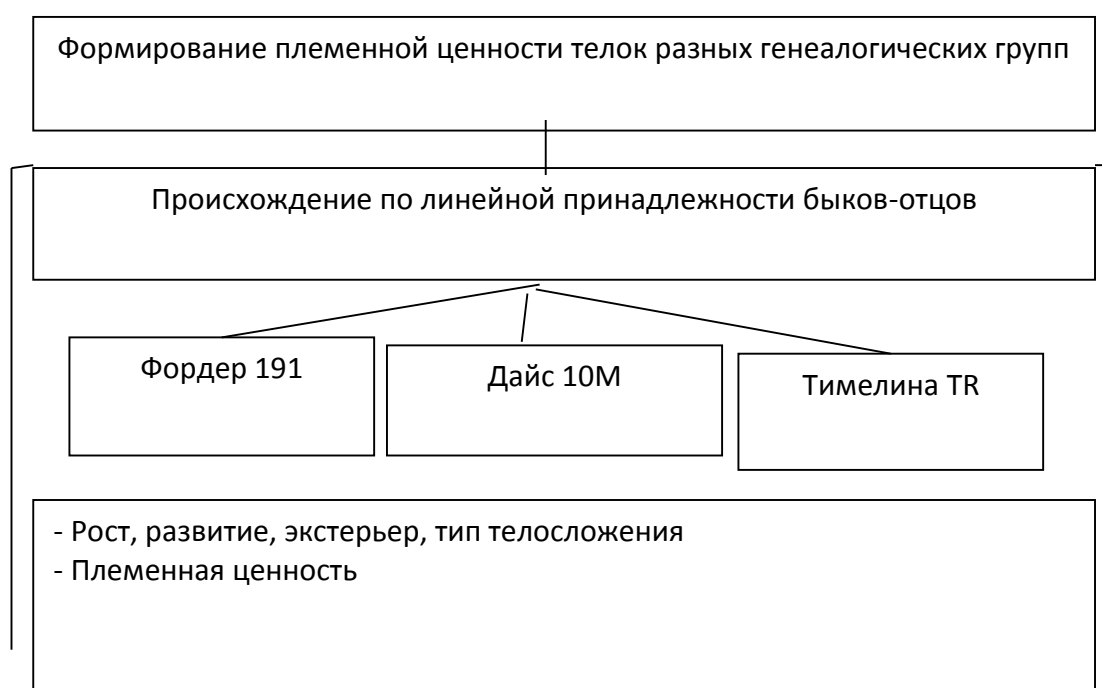 Формирование племенной ценности телок разных генеалогических групп
Происхождение по линейной принадлежности быков-отцов
Фордер 191
Дайс 10М
Тимелина TR
- Рост, развитие, экстерьер, тип телосложения
- Племенная ценность